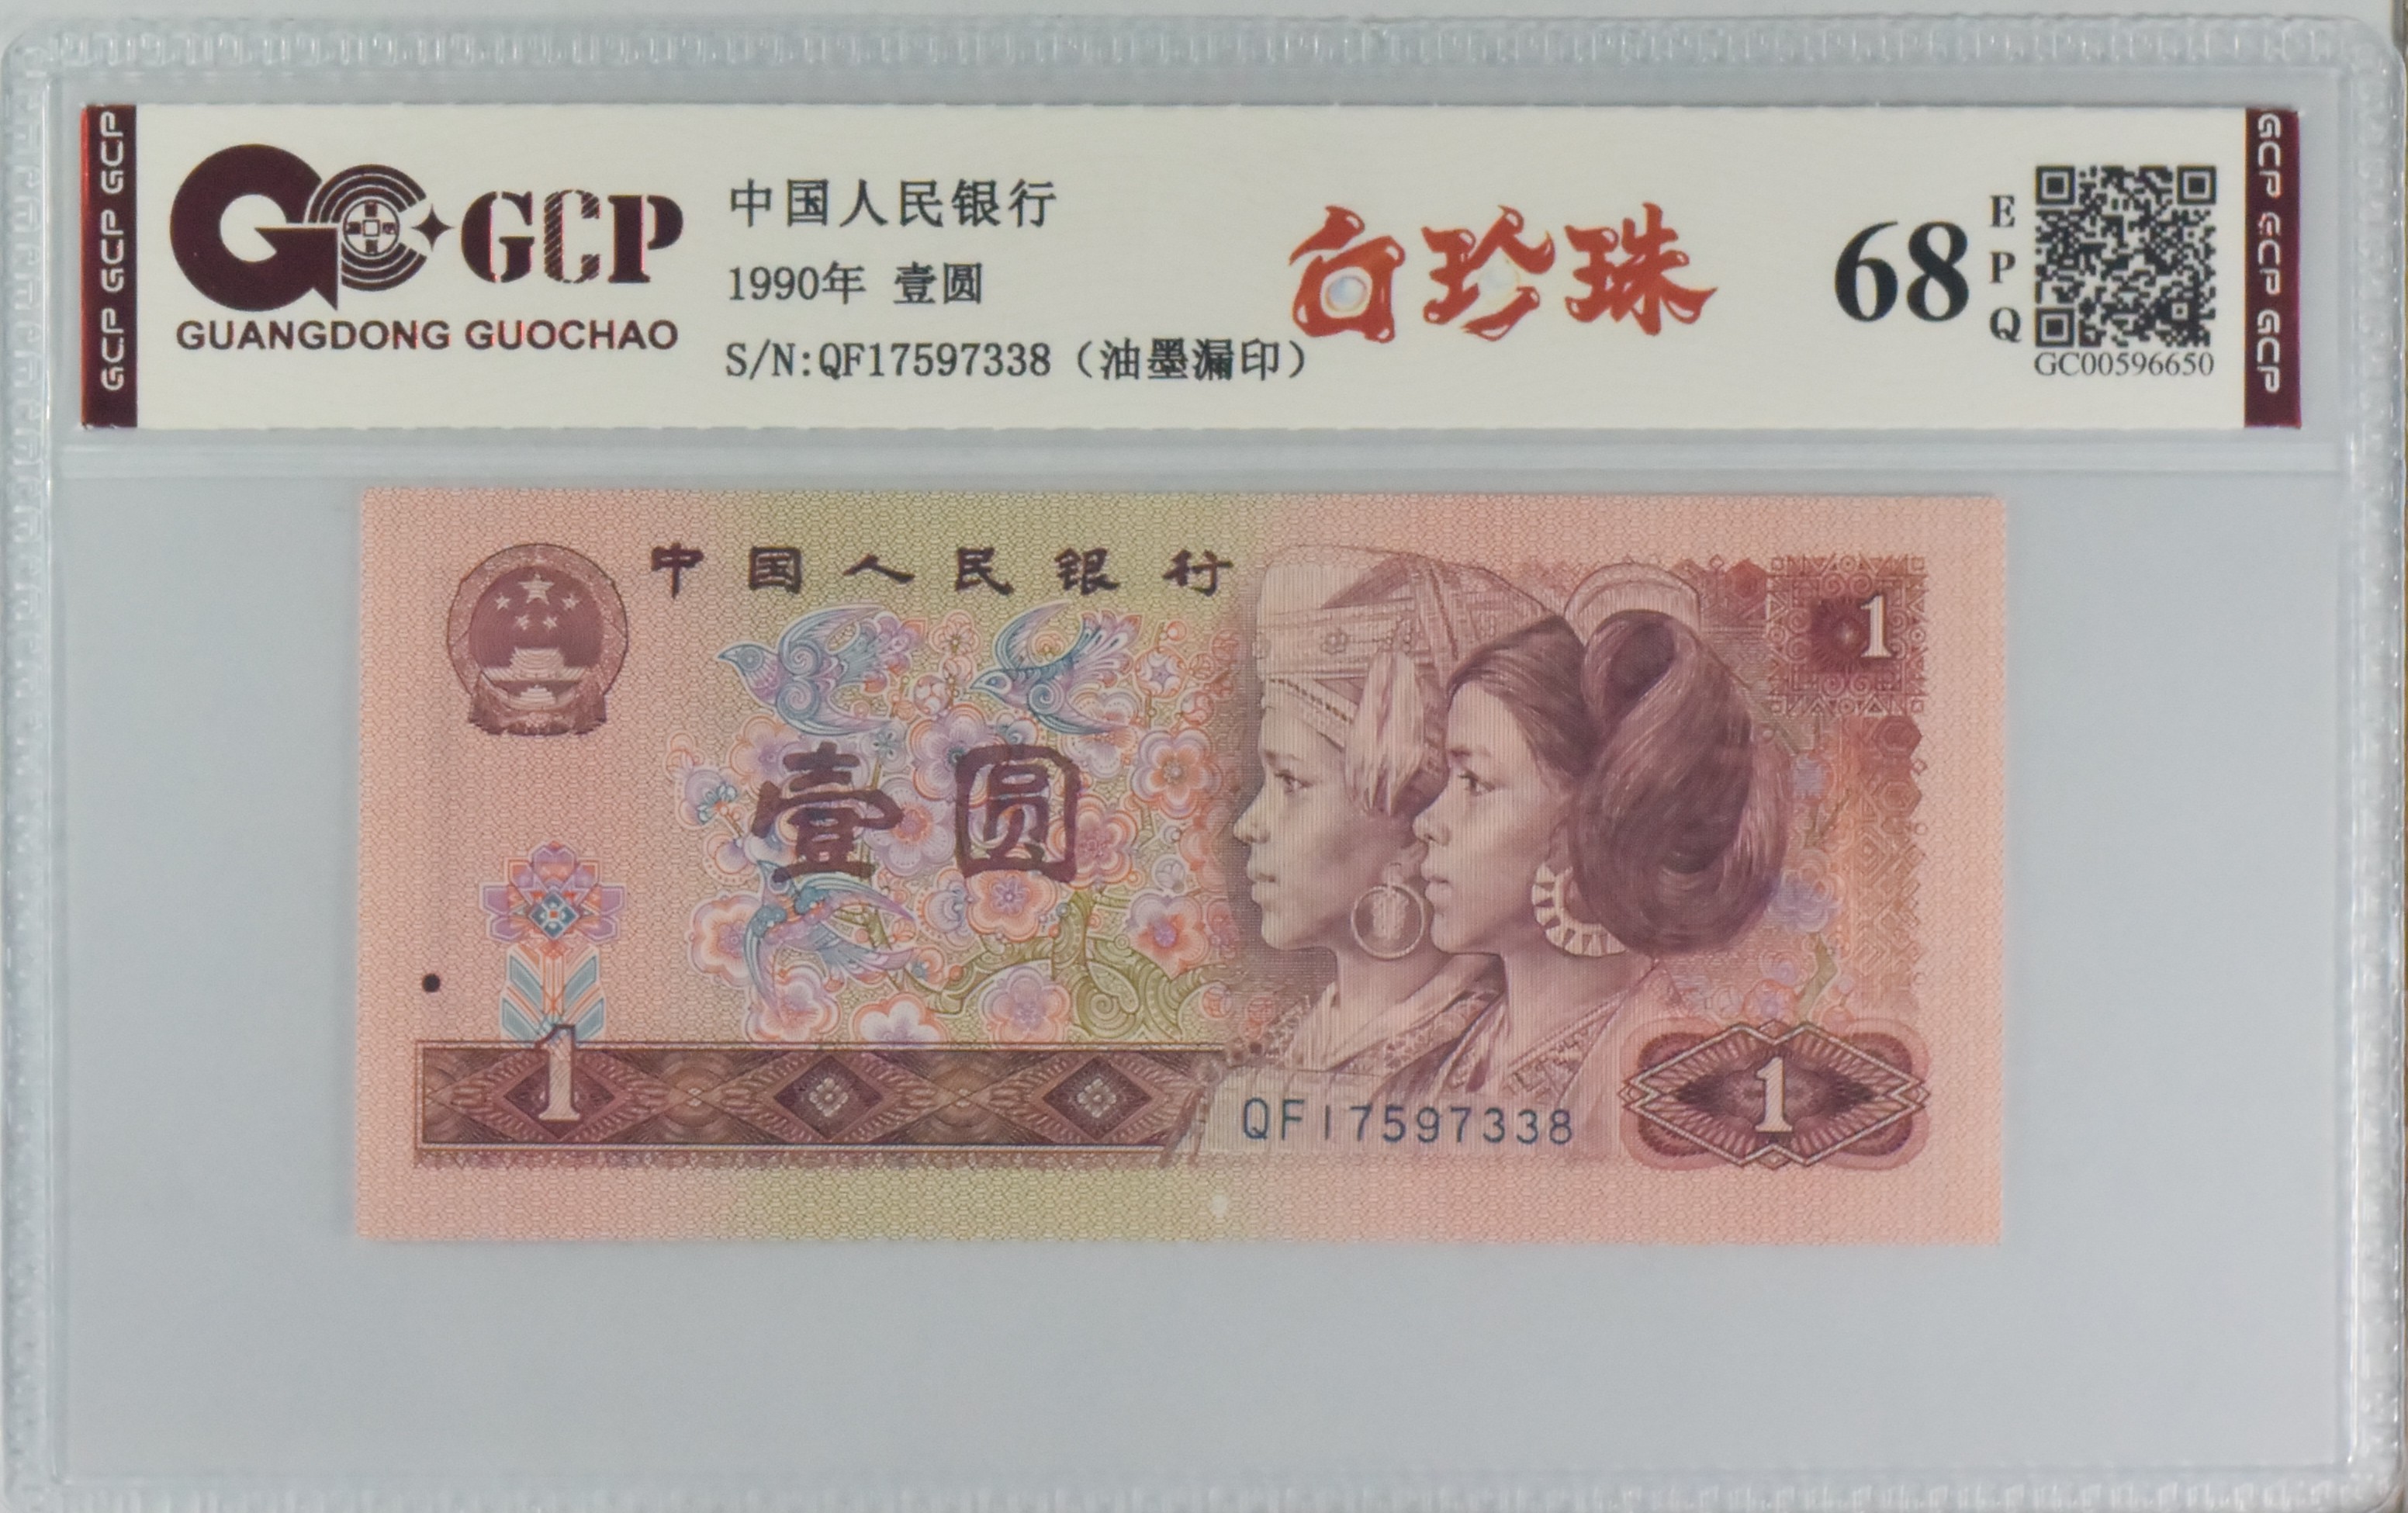 GCP GCP GCP
GCP
GUANGDONG GUOCHAO
中国人民银行
1990年 壹圆
S/N:QF17597338（油墨漏印）
白珍珠
68
EPQ
GC00596650
GCP GCP GCP
中国人民银行
1
壹圆
1
QF17597338
1